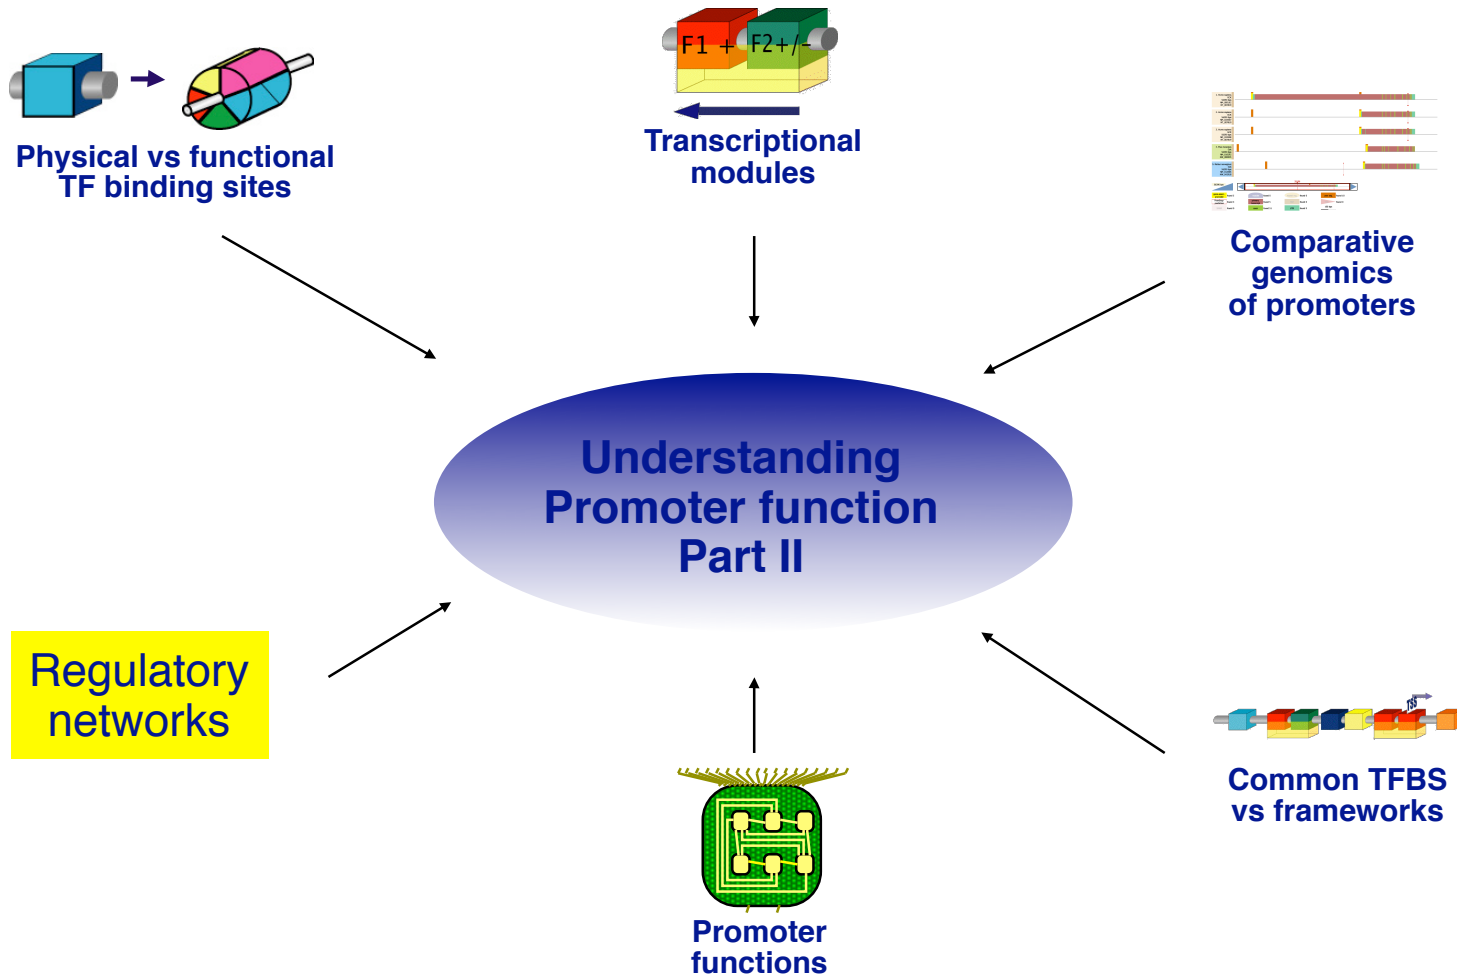 F1 + F2+/-
Physical vs functional
TF binding sites
Transcriptional
modules
Comparative
genomics
of promoters
Understanding
Promoter function
Part II
Regulatory
networks
TSS
Common TFBS
vs frameworks
Promoter
functions